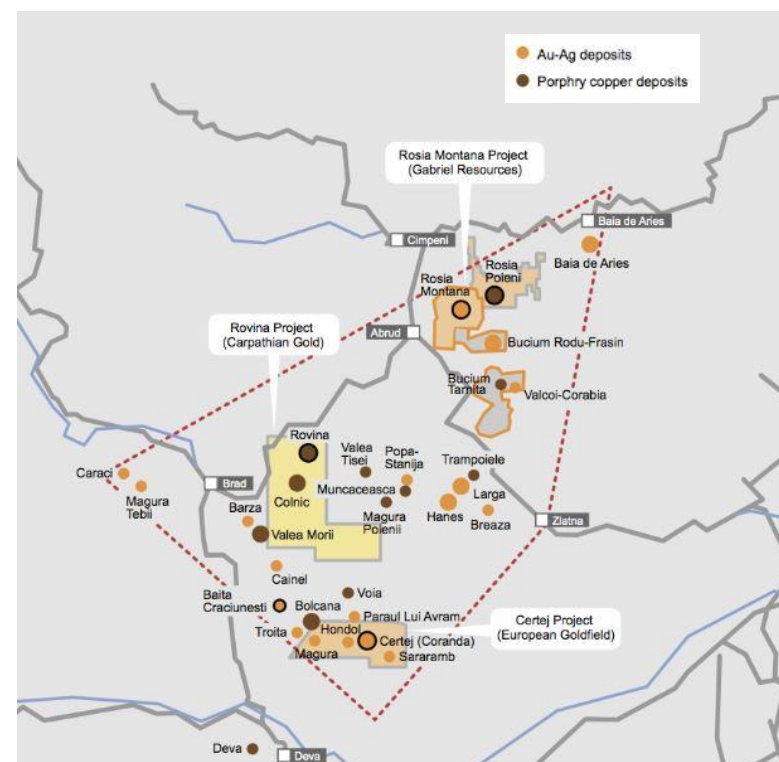 Au-Ag deposits
Porphry copper deposits
Rosia Montana Project
(Gabriel Resources)
Baia de Aries
Cimpeni
Baia de Aries
Rosia
Poieni
Rosia
Montana
Rovina Project
(Carpathian Gold)
Abrud
Bucium Rodu-Frasin
Bucium
Tarnita
Valcoi-Corabia
Rovina
Valea
Tisei
Popa-
Stanija
Trampoiele
Caraci
Brad
Magura
Tebii
Colnic
Muncaceasca
Larga
Magura
Poienii
Hanes
Breaza
Barza
Valea Morii
Zlatna
Cainel
Baita
Craciunesti
Voia
Bolcana
Paraul Lui Avram
Certej Project
(European Goldfield)
Troita
Hondol
Certej (Coranda)
Magura
Sararamb
Deva
Deva